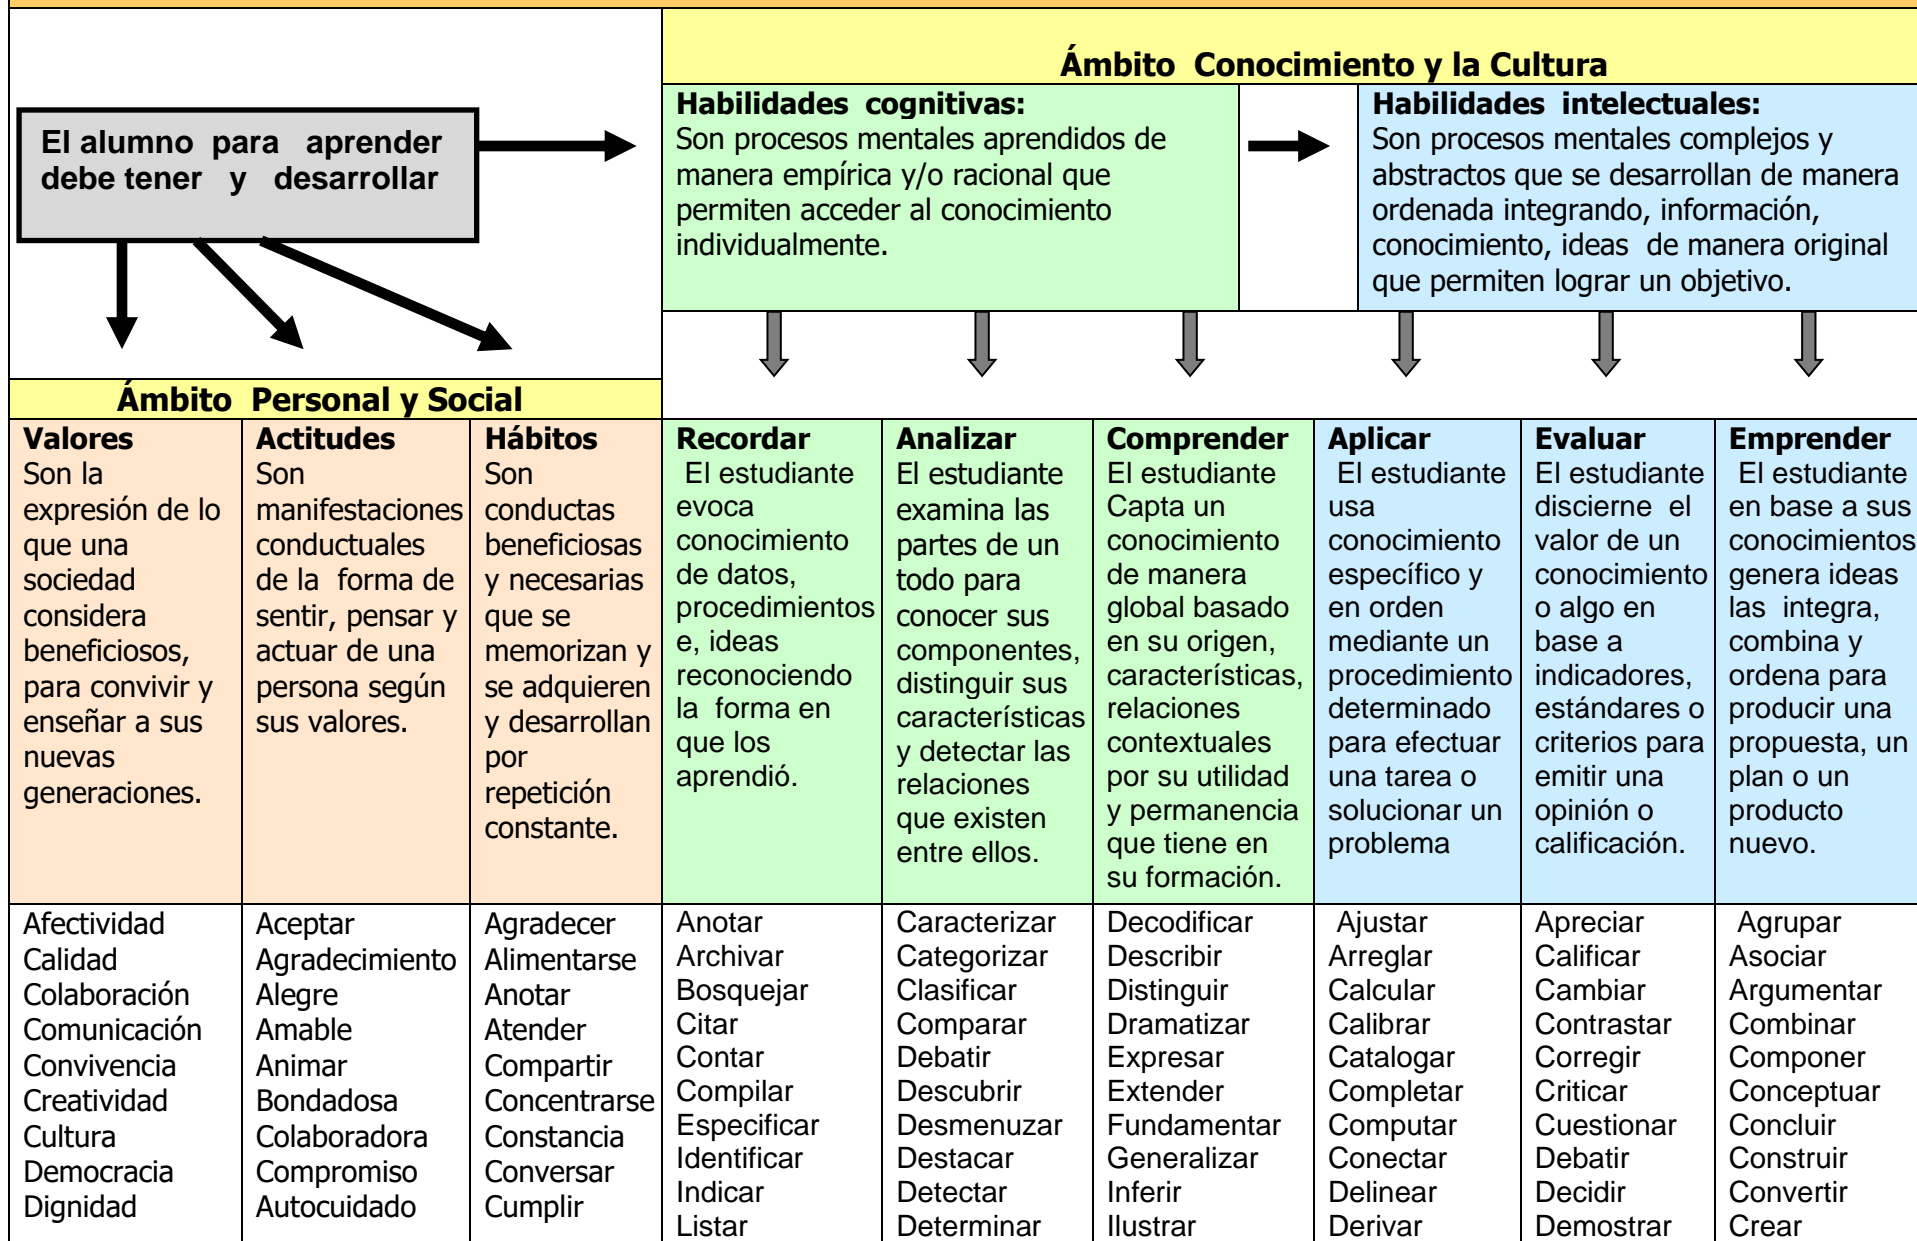 Ámbito Conocimiento y la Cultura
El alumno para aprender
debe tener y desarrollar
Habilidades cognitivas:
Son procesos mentales aprendidos de
manera empírica y/o racional que
permiten acceder al conocimiento
individualmente.
Habilidades intelectuales:
Son procesos mentales complejos y
abstractos que se desarrollan de manera
ordenada integrando, información,
conocimiento, ideas de manera original
que permiten lograr un objetivo.
Ámbito Personal y Social
Valores
Son la
expresión de lo
que una
sociedad
considera
beneficiosos,
para convivir y
enseñar a sus
nuevas
generaciones.
Actitudes
Son
manifestaciones
conductuales
de la forma de
sentir, pensar y
actuar de una
persona según
sus valores.
Hábitos
Son
conductas
beneficiosas
y necesarias
que se
memorizan y
se adquieren
y desarrollan
por
repetición
constante.
Recordar
El estudiante
evoca
conocimiento
de datos,
procedimientos
e, ideas
reconociendo
la forma en
que los
aprendió.
Analizar
El estudiante
examina las
partes de un
todo para
conocer sus
componentes,
distinguir sus
características
y detectar las
relaciones
que existen
entre ellos.
Comprender
El estudiante
Capta un
conocimiento
de manera
global basado
en su origen,
características,
relaciones
contextuales
por su utilidad
y permanencia
que tiene en
su formación.
Aplicar
El estudiante
usa
conocimiento
específico y
en orden
mediante un
procedimiento
determinado
para efectuar
una tarea o
solucionar un
problema
Evaluar
El estudiante
discierne el
valor de un
conocimiento
o algo en
base a
indicadores,
estándares o
criterios para
emitir una
opinión o
calificación.
Emprender
El estudiante
en base a sus
conocimientos
genera ideas
las integra,
combina y
ordena para
producir una
propuesta, un
plan o un
producto
nuevo.
Afectividad
Calidad
Colaboración
Comunicación
Convivencia
Creatividad
Cultura
Democracia
Dignidad
Aceptar
Agradecimiento
Alegre
Amable
Animar
Bondadosa
Colaboradora
Compromiso
Autocuidado
Agradecer
Alimentarse
Anotar
Atender
Compartir
Concentrarse
Constancia
Conversar
Cumplir
Anotar
Archivar
Bosquejar
Citar
Contar
Compilar
Especificar
Identificar
Indicar
Listar
Caracterizar
Categorizar
Clasificar
Comparar
Debatir
Descubrir
Desmenuzar
Destacar
Detectar
Determinar
Decodificar
Describir
Distinguir
Dramatizar
Expresar
Extender
Fundamentar
Generalizar
Inferir
Ilustrar
Ajustar
Arreglar
Calcular
Calibrar
Catalogar
Completar
Computar
Conectar
Delinear
Derivar
Apreciar
Calificar
Cambiar
Contrastar
Corregir
Criticar
Cuestionar
Debatir
Decidir
Demostrar
Agrupar
Asociar
Argumentar
Combinar
Componer
Conceptuar
Concluir
Construir
Convertir
Crear